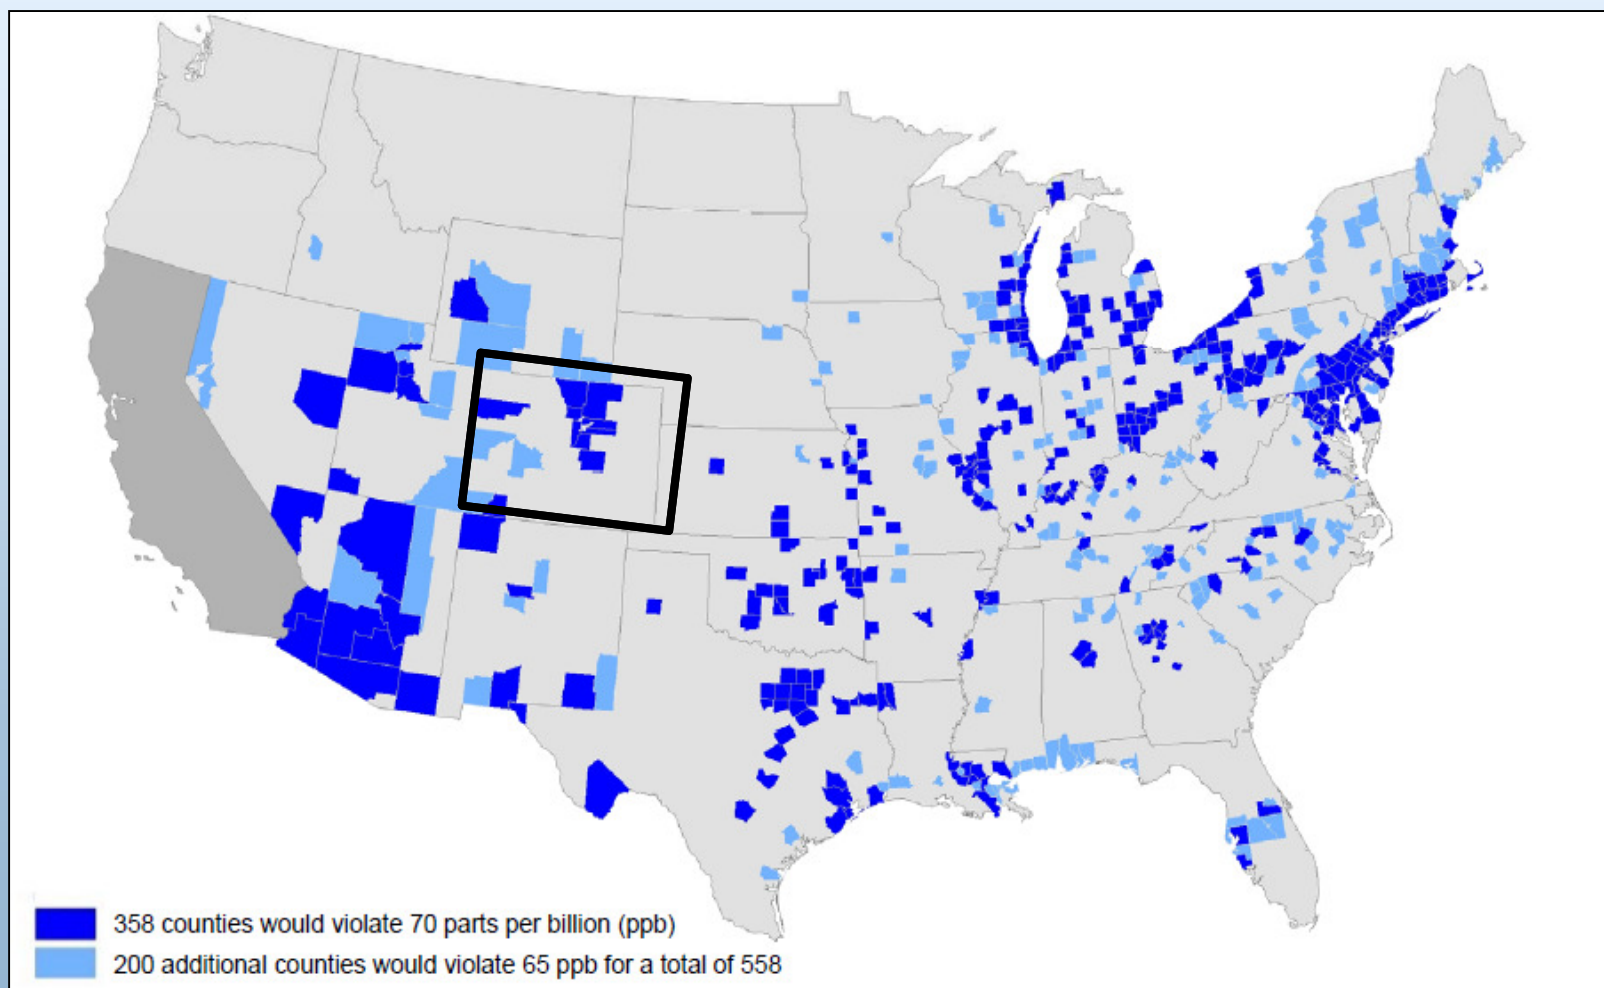 358 counties would violate 70 parts per billion (ppb)
200 additional counties would violate 65 ppb for a total of 558